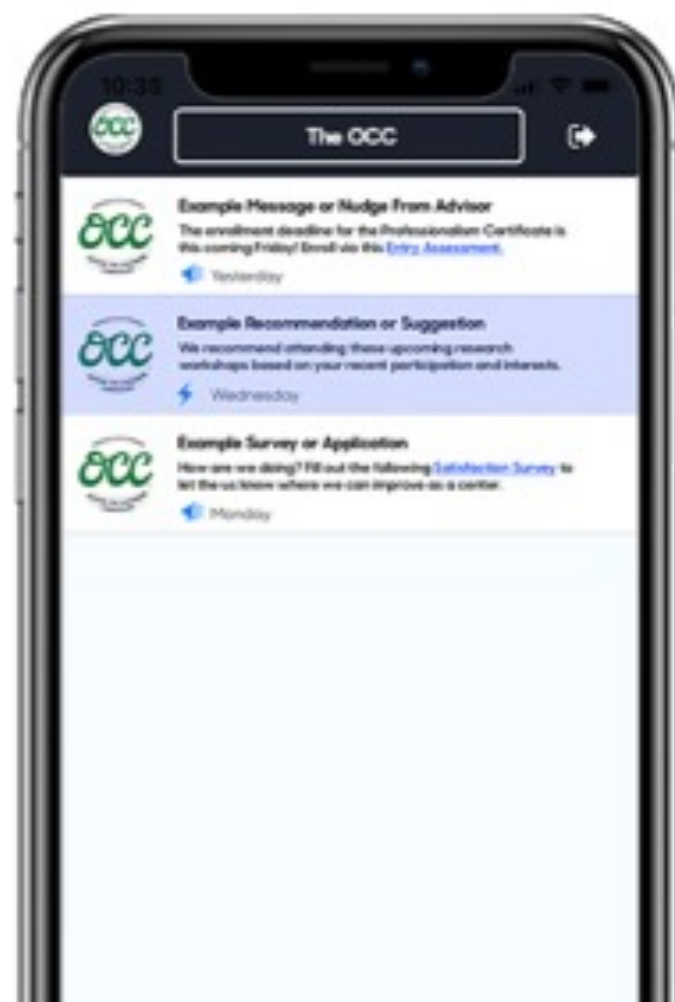 10:35
OCC
The OCC
Example Message or Nudge From Advisor
OCC
The enrollment deadline for the Professionalism Certificate is
this coming Friday! Enroll via this Entry Assessment.
Yesterday
Example Recommendation or Suggestion
OCC
We recommend attending these upcoming research
workshops based on your recent participation and interests.
Wednesday
Example Survey or Application
OCC
How are we doing? Fill out the following Satisfaction Survey to
let the us know where we can improve as a center.
Monday